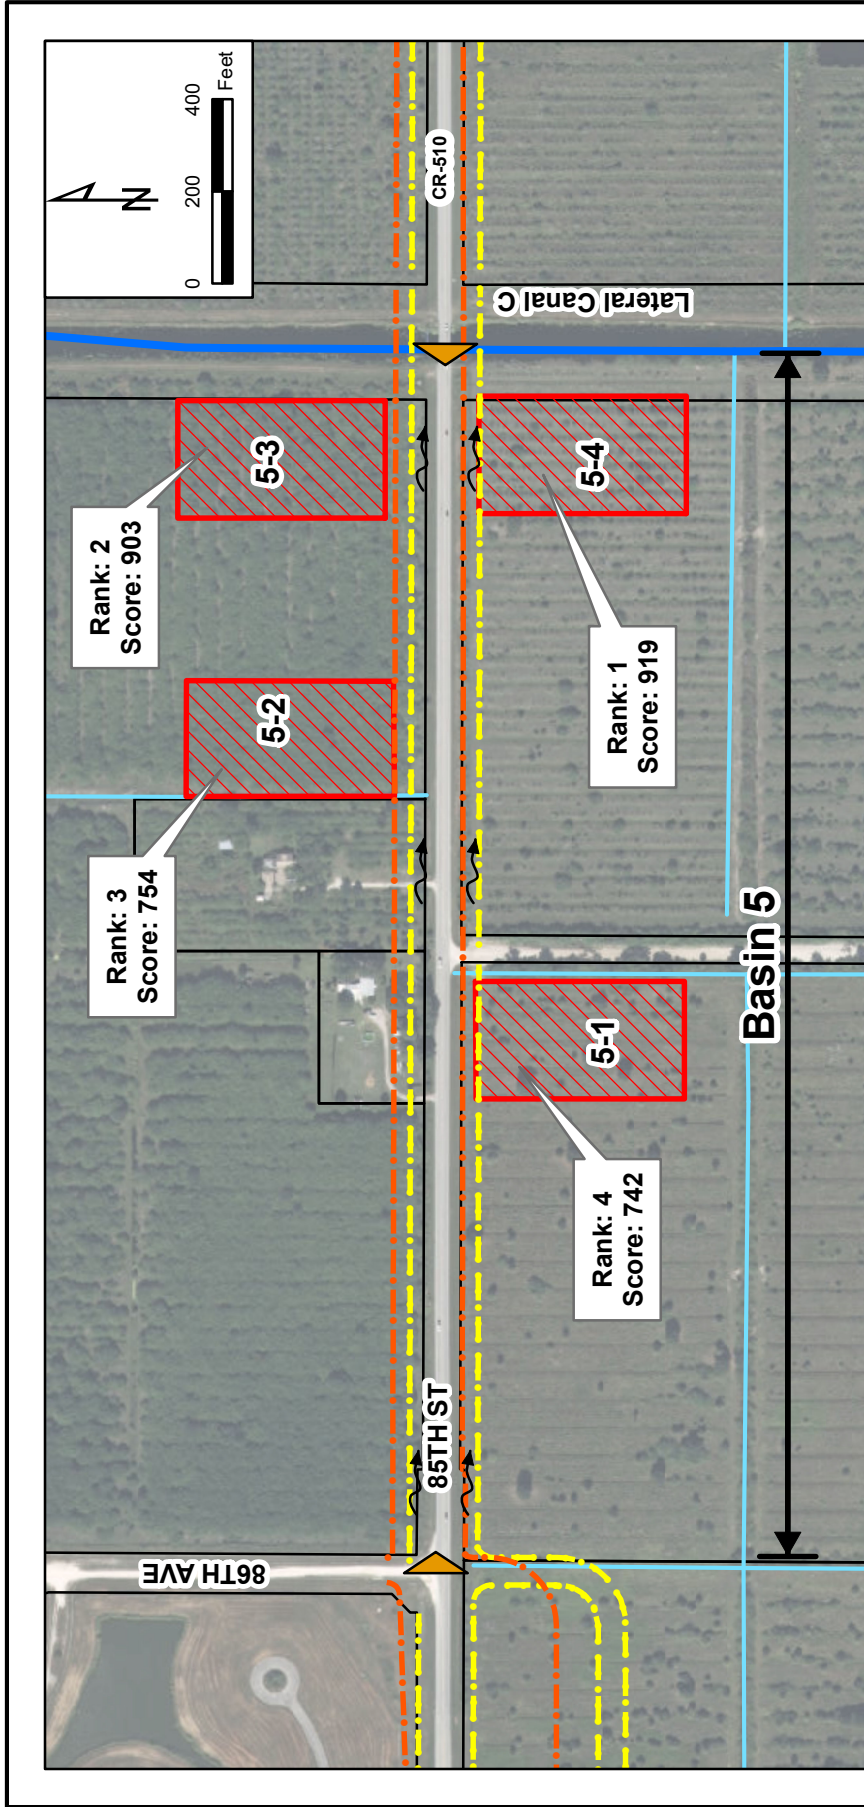 N
0 200 400
Feet
CR-510
Lateral Canal C
5-3
Rank: 2
Score: 903
5-4
Rank: 1
Score: 919
5-2
Rank: 3
Score: 754
5-1
Rank: 4
Score: 742
Basin 5
85TH ST
86TH AVE